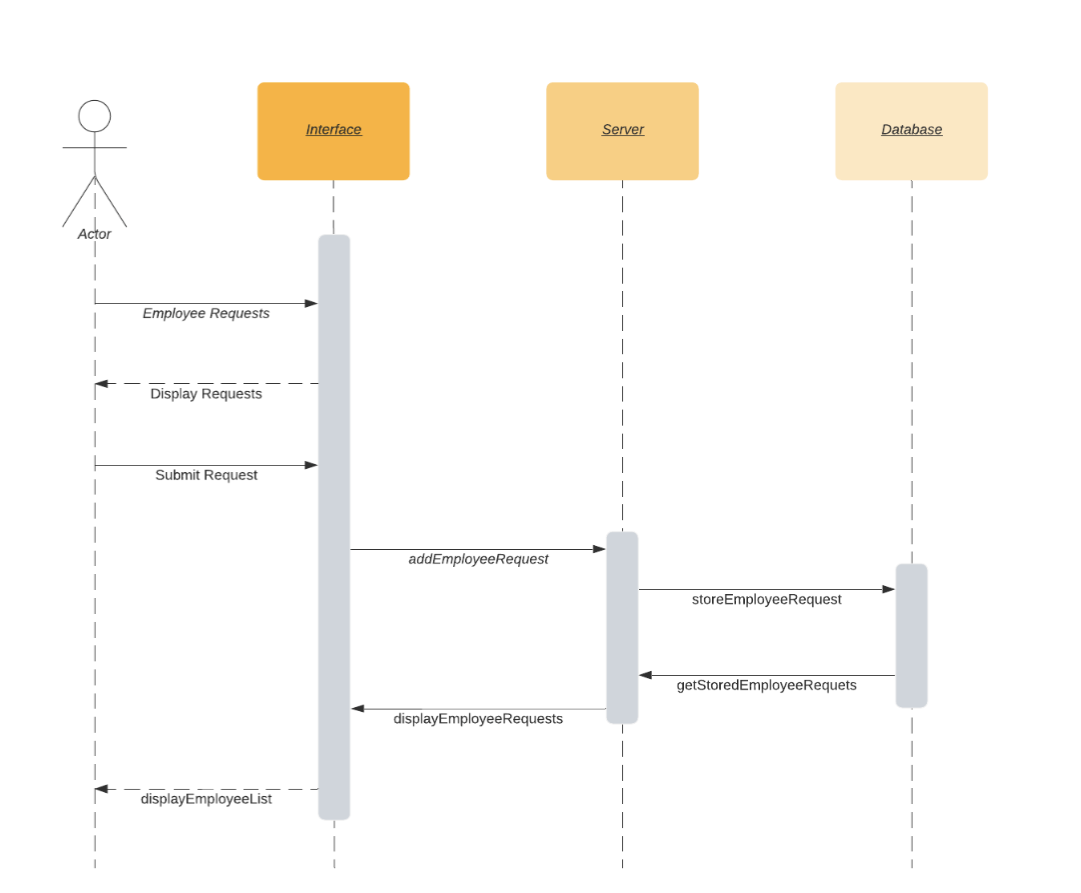 Interface
Server
Database
Actor
Employee Requests
Display Requests
Submit Request
addEmployeeRequest
storeEmployeeRequest
getStoredEmployeeRequets
displayEmployeeRequests
displayEmployeeList